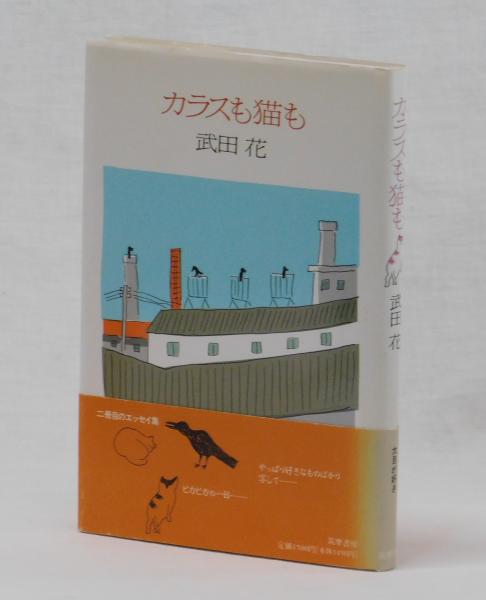 カラスも猫も
武田 花
二冊目のエッセイ集
やっぱり好きなものばかり
写して——
ピカピカの一日——
筑摩書房
カラスも猫も
武田 花